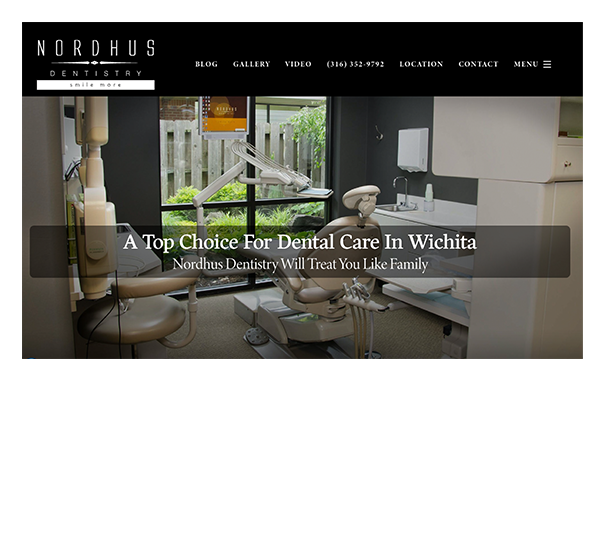 NORDHUS
DENTISTRY
smile more
BLOG GALLERY VIDEO (316) 352-9792 LOCATION CONTACT MENU
A Top Choice For Dental Care In Wichita
Nordhus Dentistry Will Treat You Like Family